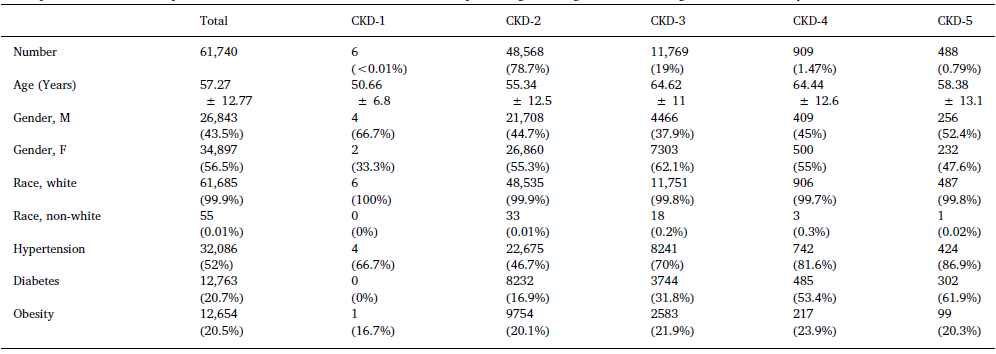 Total CKD-1 CKD-2 CKD-3 CKD-4 CKD-5
Number 61,740 6 48,568 11,769 909 488
(<0.01%) (78.7%) (19%) (1.47%) (0.79%)
Age (Years) 57.27 50.66 55.34 64.62 64.44 58.38
± 12.77 ± 6.8 ± 12.5 ± 11 ± 12.6 ± 13.1
Gender, M 26,843 4 21,708 4466 409 256
(43.5%) (66.7%) (44.7%) (37.9%) (45%) (52.4%)
Gender, F 34,897 2 26,860 7303 500 232
(56.5%) (33.3%) (55.3%) (62.1%) (55%) (47.6%)
Race, white 61,685 6 48,535 11,751 906 487
(99.9%) (100%) (99.9%) (99.8%) (99.7%) (99.8%)
Race, non-white 55 0 33 18 3 1
(0.01%) (0%) (0.01%) (0.2%) (0.3%) (0.02%)
Hypertension 32,086 4 22,675 8241 742 424
(52%) (66.7%) (46.7%) (70%) (81.6%) (86.9%)
Diabetes 12,763 0 8232 3744 485 302
(20.7%) (0%) (16.9%) (31.8%) (53.4%) (61.9%)
Obesity 12,654 1 9754 2583 217 99
(20.5%) (16.7%) (20.1%) (21.9%) (23.9%) (20.3%)